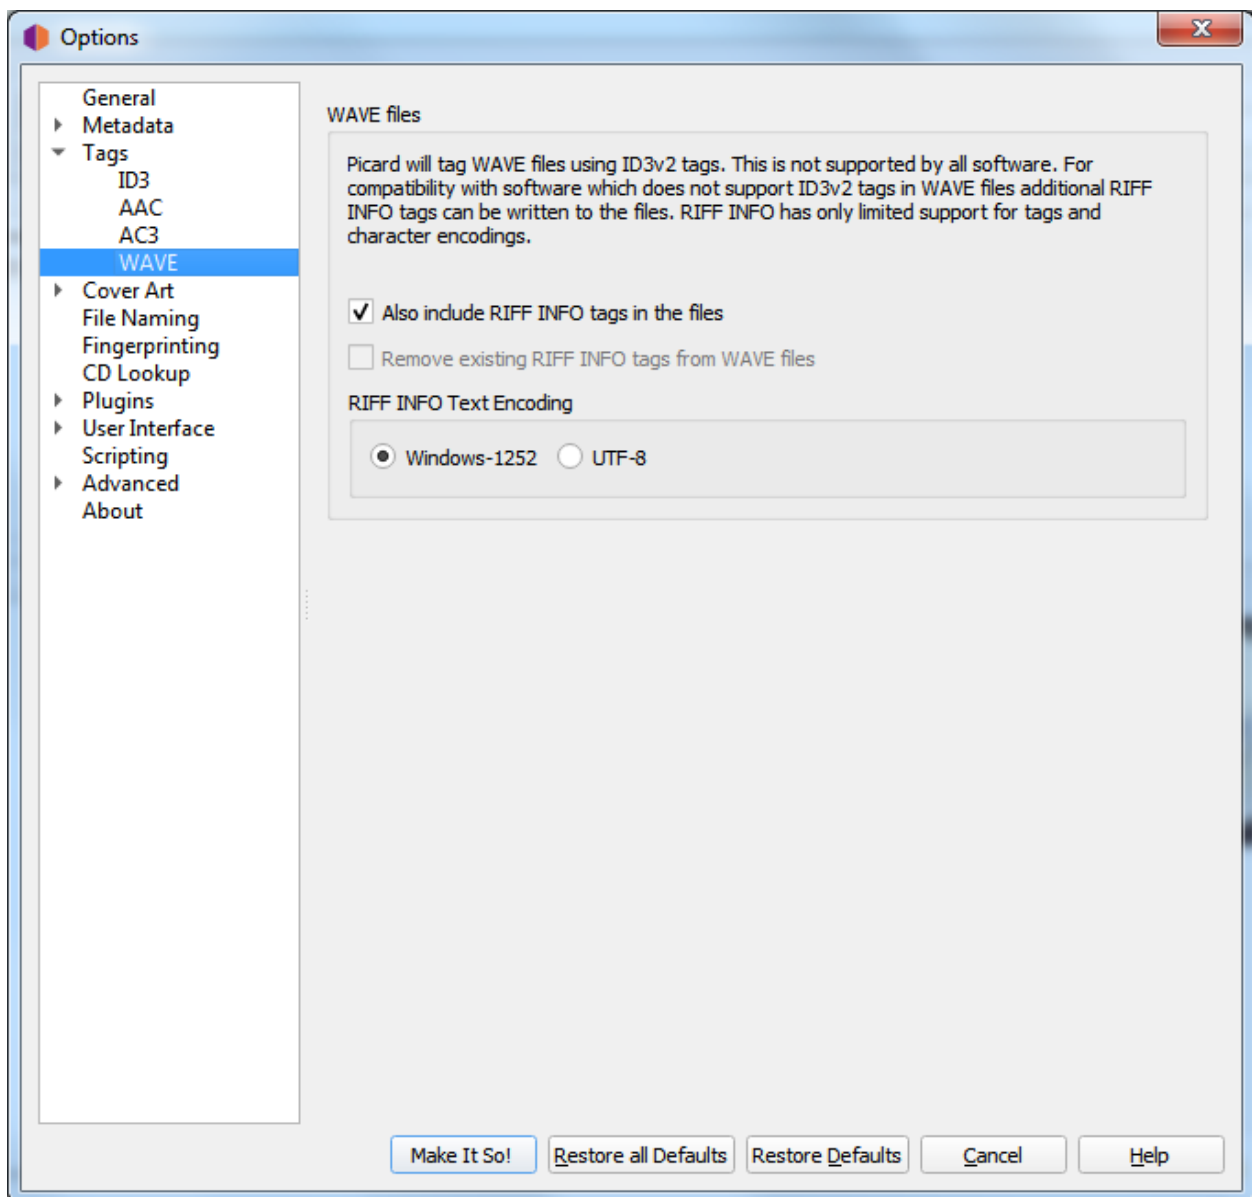 Options
General
Metadata
Tags
ID3
AAC
AC3
WAVE
Cover Art
File Naming
Fingerprinting
CD Lookup
Plugins
User Interface
Scripting
Advanced
About
WAVE files
Picard will tag WAVE files using ID3v2 tags. This is not supported by all software. For
compatibility with software which does not support ID3v2 tags in WAVE files additional RIFF
INFO tags can be written to the files. RIFF INFO has only limited support for tags and
character encodings.
Also include RIFF INFO tags in the files
Remove existing RIFF INFO tags from WAVE files
RIFF INFO Text Encoding
Windows-1252 UTF-8
Make It So! Restore all Defaults Restore Defaults Cancel Help